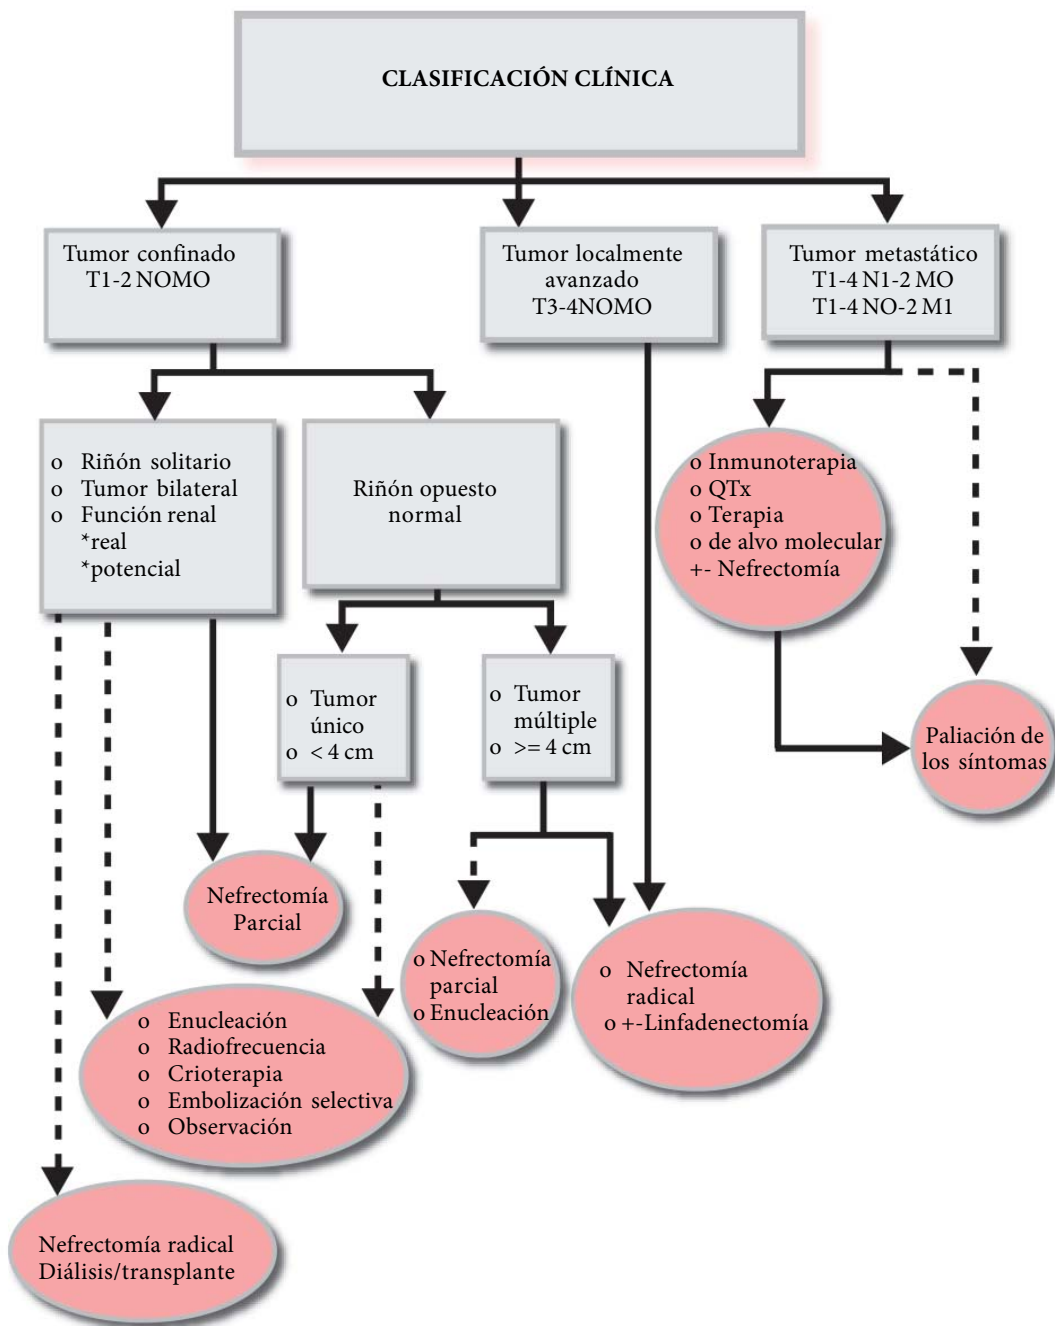 CLASIFICACIÓN CLÍNICA
Tumor confinado
T1-2 NOMO
Tumor localmente
avanzado
T3-4NOMO
Tumor metastático
T1-4 N1-2 MO
T1-4 NO-2 M1
o Riñón solitario
o Tumor bilateral
o Función renal
*real
*potencial
Riñón opuesto
normal
o Inmunoterapia
o QTx
o Terapia
o de alvo molecular
+- Nefrectomía
o Tumor
único
o < 4 cm
o Tumor
múltiple
o >= 4 cm
Paliación de
los síntomas
Nefrectomía
Parcial
o Nefrectomía
parcial
o Enucleación
o Nefrectomía
radical
o +-Linfadenectomía
o Enucleación
o Radiofrecuencia
o Crioterapia
o Embolización selectiva
o Observación
Nefrectomía radical
Diálisis/transplante